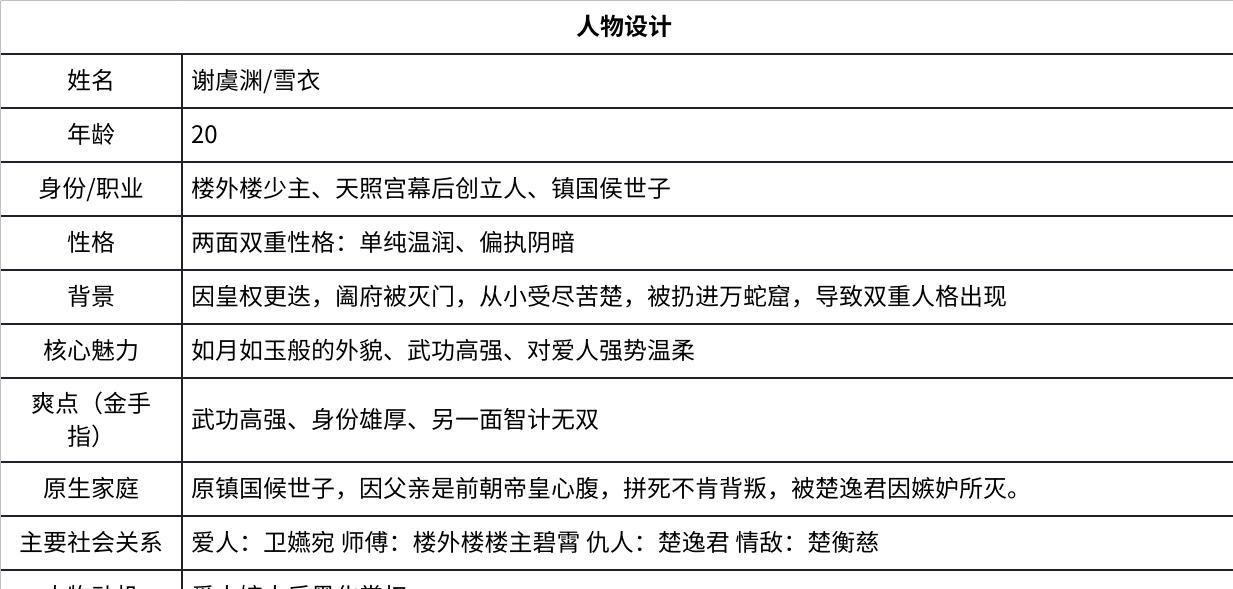 人物设计
姓名 谢虞渊/雪衣
年龄 20
身份/职业 楼外楼少主、天照宫幕后创立人、镇国侯世子
性格 两面双重性格：单纯温润、偏执阴暗
背景 因皇权更迭，阖府被灭门，从小受尽苦楚，被扔进万蛇窟，导致双重人格出现
核心魅力 如月如玉般的外貌、武功高强、对爱人强势温柔
爽点（金手
指）
武功高强、身份雄厚、另一面智计无双
原生家庭 原镇国候世子，因父亲是前朝帝皇心腹，拼死不肯背叛，被楚逸君因嫉妒所灭。
主要社会关系 爱人：卫嬿宛 师傅：楼外楼楼主碧霄 仇人：楚逸君 情敌：楚衡慈